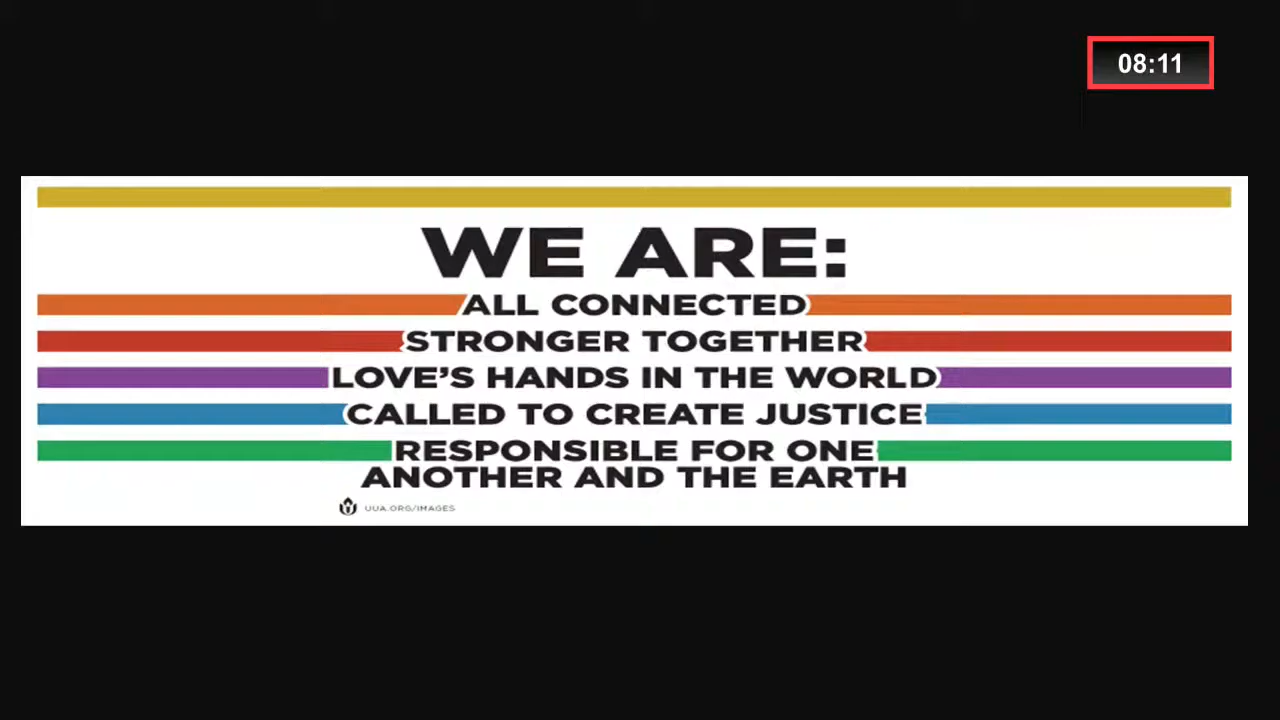 08:11
WE ARE:
ALL CONNECTED
STRONGER TOGETHER
LOVE'S HANDS IN THE WORLD
CALLED TO CREATE JUSTICE
RESPONSIBLE FOR ONE
ANOTHER AND THE EARTH
UUA.ORG/IMAGES